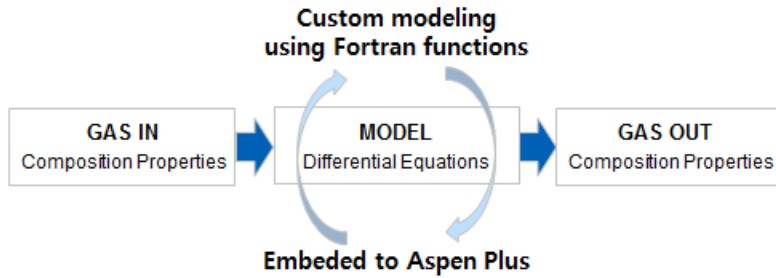 Custom modeling
using Fortran functions
GAS IN
Composition Properties
MODEL
Differential Equations
GAS OUT
Composition Properties
Embeded to Aspen Plus